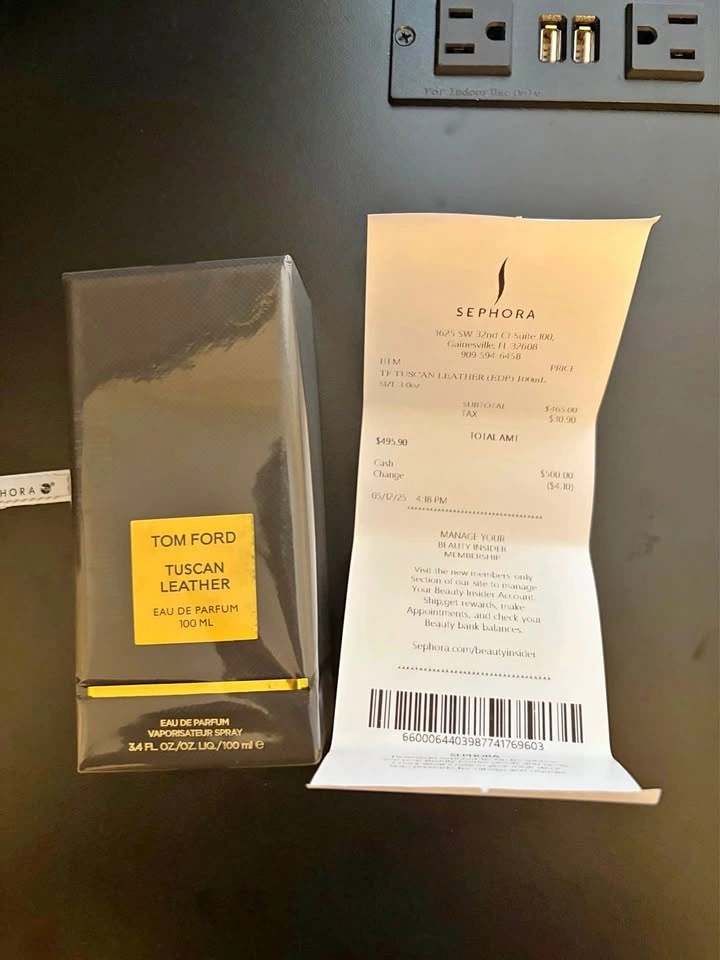 For Indoor Use Only
SEPHORA
3625 SW 32nd Ct Suite 100,
Gainesville, FL 32608
909-594-6458
ITEM PRICE
TF TUSCAN LEATHER (EDP) 100mL
SIZE 3.0oz
SUBTOTAL $465.00
TAX $30.90
TOTAL AMT
$495.90
Cash $500.00
Change ($4.10)
05/12/25 4:18 PM
MANAGE YOUR
BEAUTY INSIDER
MEMBERSHIP
Visit the new members only
Section of our site to manage
Your Beauty Insider Account.
Ship,get rewards, make
Appointments, and check your
Beauty bank balances.
Sephora.com/beautyinsider
6600064403987741769603
SEPHORA
HORA
TOM FORD
TUSCAN
LEATHER
EAU DE PARFUM
100 ML
EAU DE PARFUM
VAPORISATEUR SPRAY
3.4 FL. OZ./OZ. LIQ./100 ml ℮